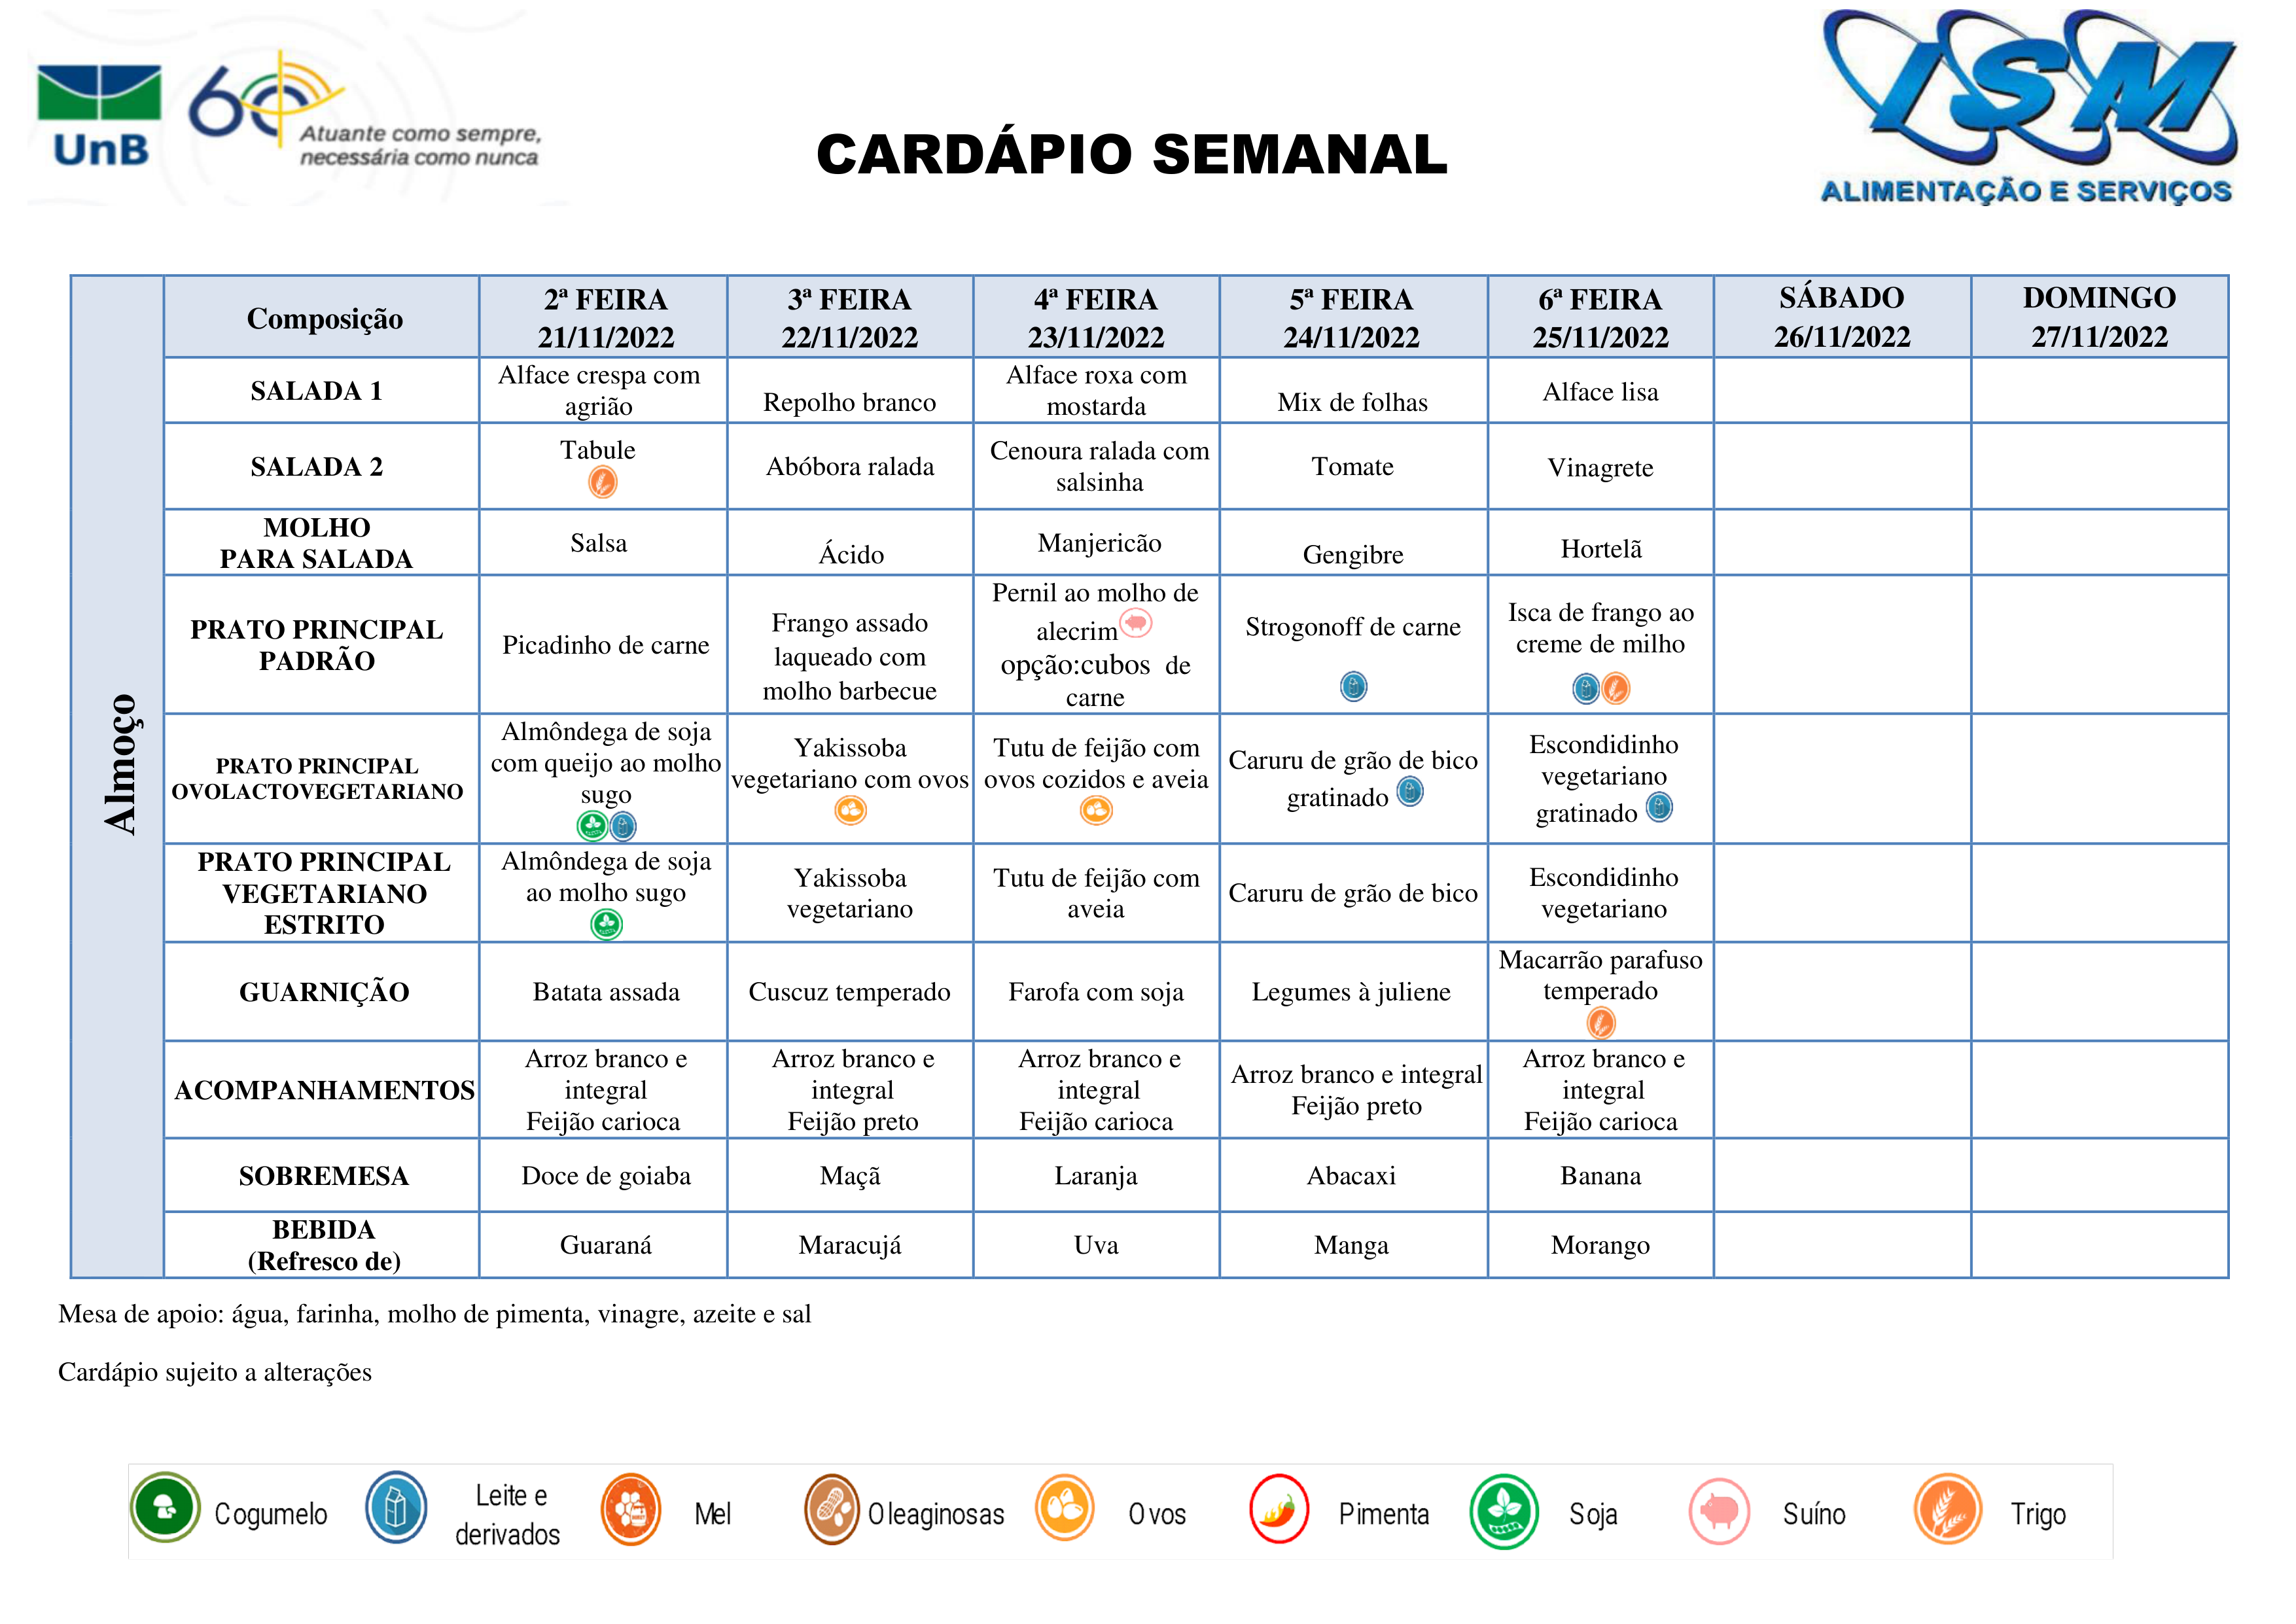 UnB
60
Atuante como sempre,
necessária como nunca
CARDÁPIO SEMANAL
ISM
ALIMENTAÇÃO E SERVIÇOS
Almoço
Composição
2ª FEIRA
21/11/2022
3ª FEIRA
22/11/2022
4ª FEIRA
23/11/2022
5ª FEIRA
24/11/2022
6ª FEIRA
25/11/2022
SÁBADO
26/11/2022
DOMINGO
27/11/2022
SALADA 1
Alface crespa com
agrião
Repolho branco
Alface roxa com
mostarda
Mix de folhas
Alface lisa
SALADA 2
Tabule
Abóbora ralada
Cenoura ralada com
salsinha
Tomate
Vinagrete
MOLHO
PARA SALADA
Salsa
Ácido
Manjericão
Gengibre
Hortelã
PRATO PRINCIPAL
PADRÃO
Picadinho de carne
Frango assado
laqueado com
molho barbecue
Pernil ao molho de
alecrim
opção:cubos de
carne
Strogonoff de carne
Isca de frango ao
creme de milho
PRATO PRINCIPAL
OVOLACTOVEGETARIANO
Almôndega de soja
com queijo ao molho
sugo
Yakissoba
vegetariano com ovos
Tutu de feijão com
ovos cozidos e aveia
Caruru de grão de bico
gratinado
Escondidinho
vegetariano
gratinado
PRATO PRINCIPAL
VEGETARIANO
ESTRITO
Almôndega de soja
ao molho sugo
Yakissoba
vegetariano
Tutu de feijão com
aveia
Caruru de grão de bico
Escondidinho
vegetariano
GUARNIÇÃO
Batata assada
Cuscuz temperado
Farofa com soja
Legumes à juliene
Macarrão parafuso
temperado
ACOMPANHAMENTOS
Arroz branco e
integral
Feijão carioca
Arroz branco e
integral
Feijão preto
Arroz branco e
integral
Feijão carioca
Arroz branco e integral
Feijão preto
Arroz branco e
integral
Feijão carioca
SOBREMESA
Doce de goiaba
Maçã
Laranja
Abacaxi
Banana
BEBIDA
(Refresco de)
Guaraná
Maracujá
Uva
Manga
Morango
Mesa de apoio: água, farinha, molho de pimenta, vinagre, azeite e sal
Cardápio sujeito a alterações
Cogumelo
Leite e
derivados
Mel
Oleaginosas
Ovos
Pimenta
Soja
Suíno
Trigo